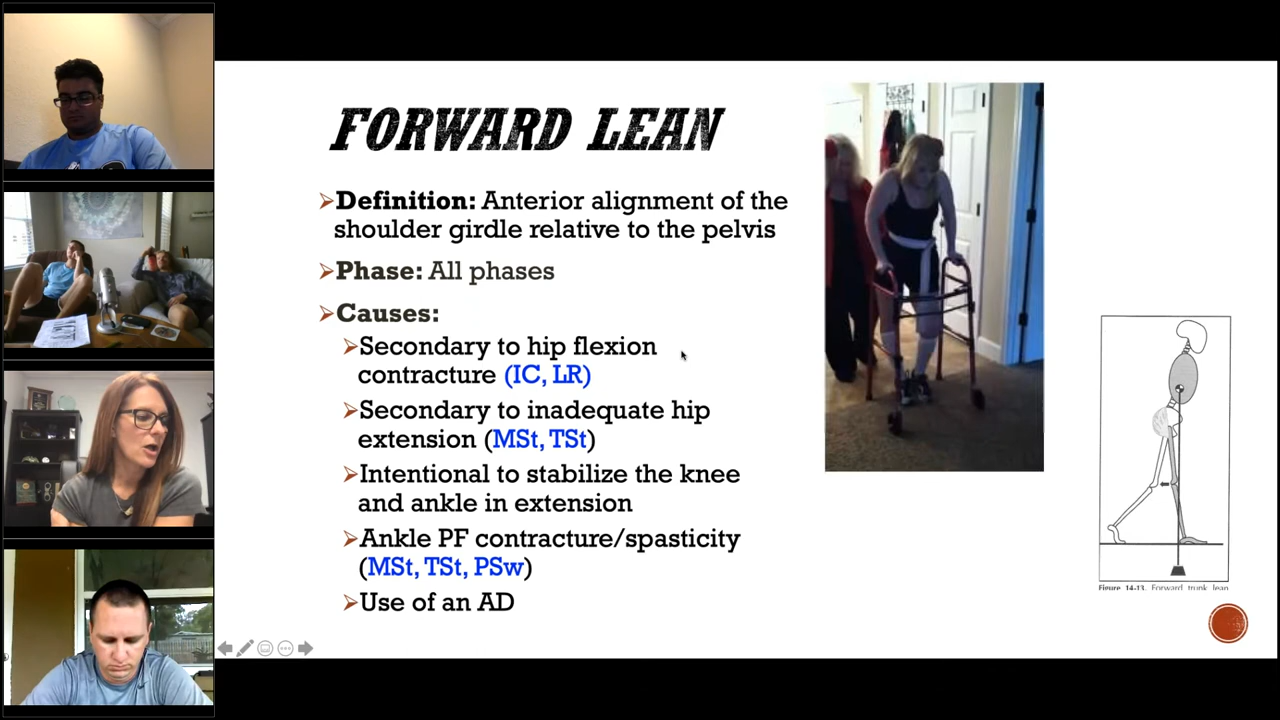 FORWARD LEAN
Definition: Anterior alignment of the
shoulder girdle relative to the pelvis
Phase: All phases
Causes:
Secondary to hip flexion
contracture (IC, LR)
Secondary to inadequate hip
extension (MSt, TSt)
Intentional to stabilize the knee
and ankle in extension
Ankle PF contracture/spasticity
(MSt, TSt, PSw)
Use of an AD
Figure 14-13. Forward trunk lean